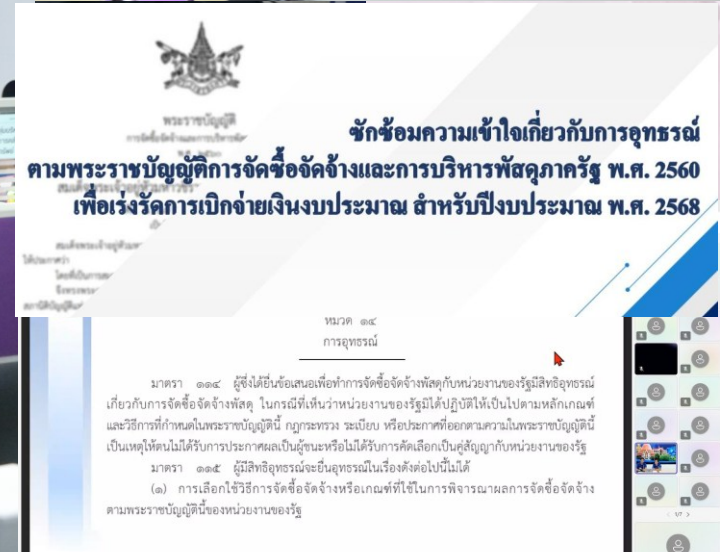 พระราชบัญญัติ
ซักซ้อมความเข้าใจเกี่ยวกับการอุทธรณ์
ตามพระราชบัญญัติการจัดซื้อจัดจ้างและการบริหารพัสดุภาครัฐ พ.ศ. 2560
เพื่อเร่งรัดการเบิกจ่ายเงินงบประมาณ สำหรับปีงบประมาณ พ.ศ. 2568
หมวด ๑๔
การอุทธรณ์
มาตรา ๑๑๔ ผู้ซึ่งได้ยื่นข้อเสนอเพื่อทำการจัดซื้อจัดจ้างพัสดุกับหน่วยงานของรัฐมีสิทธิอุทธรณ์
เกี่ยวกับการจัดซื้อจัดจ้างพัสดุ ในกรณีที่เห็นว่าหน่วยงานของรัฐมิได้ปฏิบัติให้เป็นไปตามหลักเกณฑ์
และวิธีการที่กำหนดในพระราชบัญญัตินี้ กฎกระทรวง ระเบียบ หรือประกาศที่ออกตามความในพระราชบัญญัตินี้
เป็นเหตุให้ตนไม่ได้รับการประกาศผลเป็นผู้ชนะหรือไม่ได้รับการคัดเลือกเป็นคู่สัญญากับหน่วยงานของรัฐ
มาตรา ๑๑๕ ผู้มีสิทธิอุทธรณ์จะยื่นอุทธรณ์ในเรื่องดังต่อไปนี้ไม่ได้
(๑) การเลือกใช้วิธีการจัดซื้อจัดจ้างหรือเกณฑ์ที่ใช้ในการพิจารณาผลการจัดซื้อจัดจ้าง
ตามพระราชบัญญัตินี้ของหน่วยงานของรัฐ
1/7